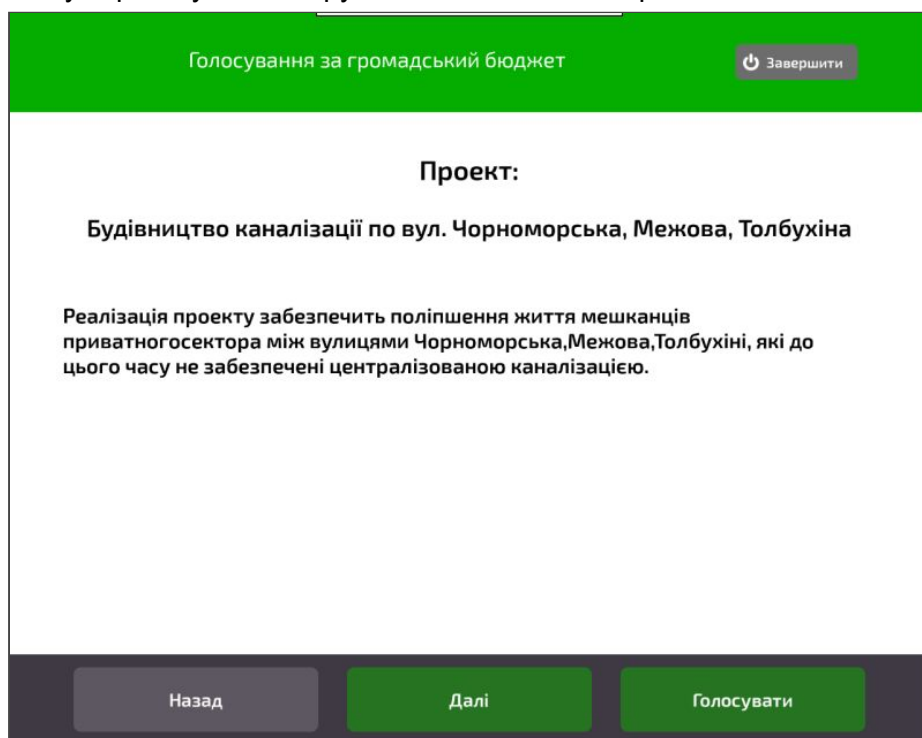 Голосування за громадський бюджет
Завершити
Проект:
Будівництво каналізації по вул. Чорноморська, Межова, Толбухіна
Реалізація проекту забезпечить поліпшення життя мешканців
приватногосектора між вулицями Чорноморська,Межова,Толбухіні, які до
цього часу не забезпечені централізованою каналізацією.
Назад
Далі
Голосувати